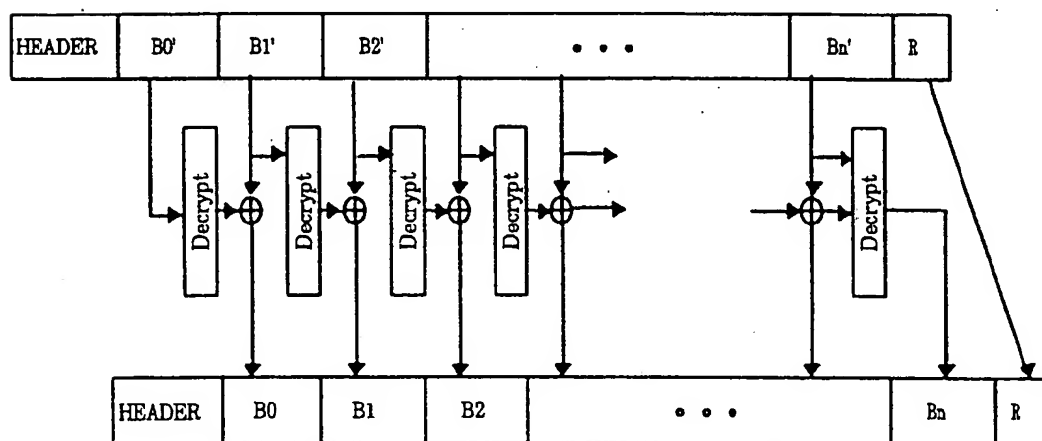 HEADER B0' B1' B2' • • • Bn' R
Decrypt Decrypt Decrypt Decrypt Decrypt
HEADER B0 B1 B2 • • • Bn R